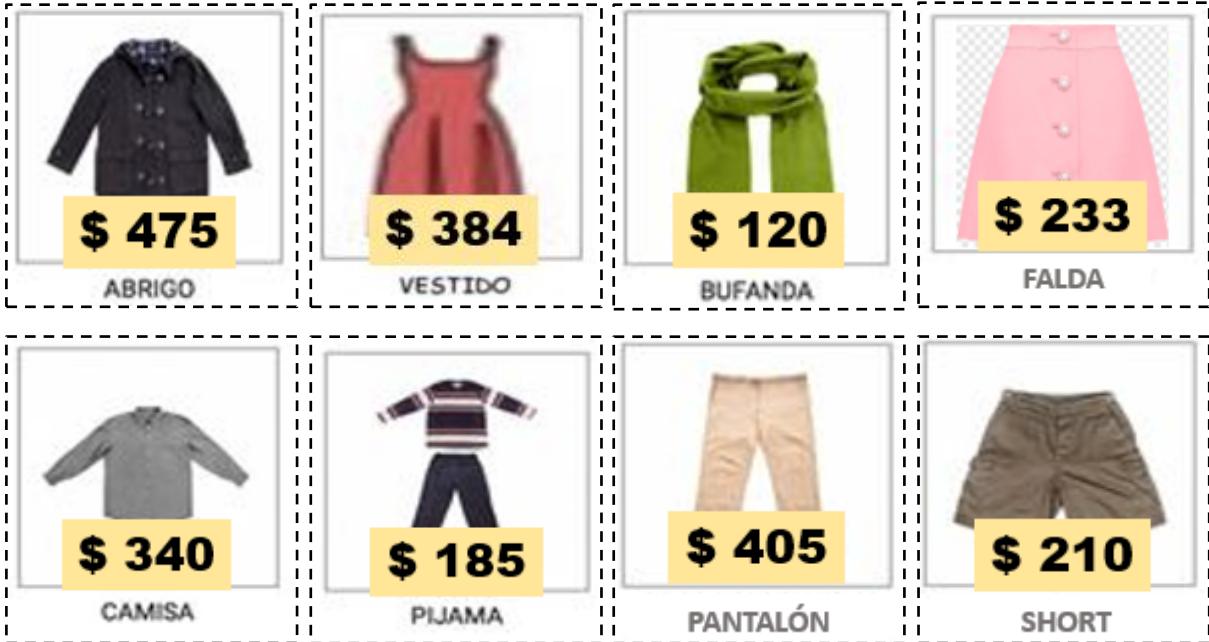 $ 475
ABRIGO
$ 384
VESTIDO
$ 120
BUFANDA
$ 233
FALDA
$ 340
CAMISA
$ 185
PIJAMA
$ 405
PANTALÓN
$ 210
SHORT